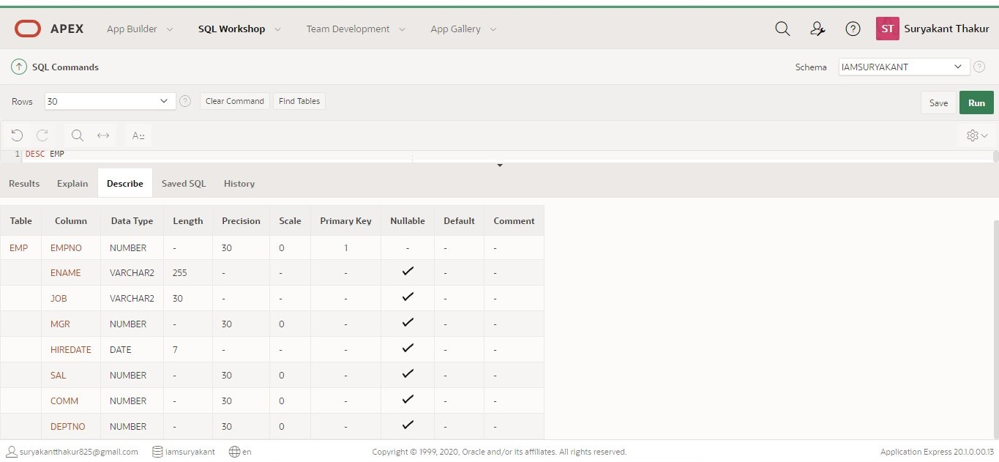 APEX App Builder SQL Workshop Team Development App Gallery ST Suryakant Thakur
SQL Commands Schema IAMSURYAKANT
Rows 30 Clear Command Find Tables Save Run
A::
1 DESC EMP
Results Explain Describe Saved SQL History
Table Column Data Type Length Precision Scale Primary Key Nullable Default Comment
EMP EMPNO NUMBER - 30 0 1 - - -
ENAME VARCHAR2 255 - - - ✓ - -
JOB VARCHAR2 30 - - - ✓ - -
MGR NUMBER - 30 0 - ✓ - -
HIREDATE DATE 7 - - - ✓ - -
SAL NUMBER - 30 0 - ✓ - -
COMM NUMBER - 30 0 - ✓ - -
DEPTNO NUMBER - 30 0 - ✓ - -
suryakantthakur825@gmail.com iamsuryakant en Copyright © 1999, 2020, Oracle and/or its affiliates. All rights reserved. Application Express 20.1.0.00.13